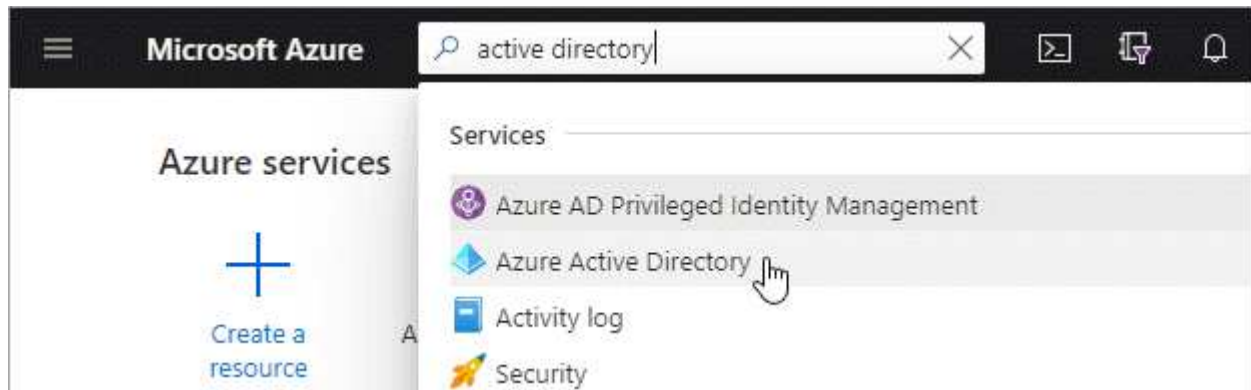 Microsoft Azure
active directory
Azure services
Services
Azure AD Privileged Identity Management
Azure Active Directory
Activity log
Security
Create a
resource
A